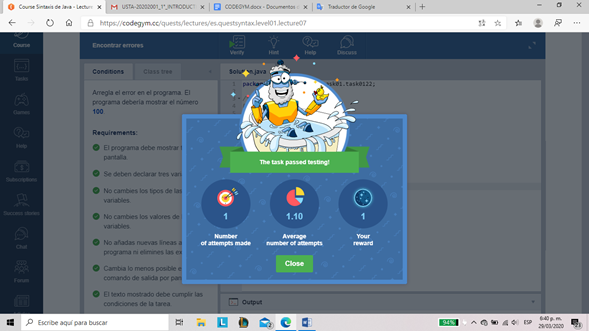 Course Sintaxis de Java - Lecture
USTA-20202001_1°_INTRODUCT
CODEGYM.docx - Documentos
Traductor de Google
https://codegym.cc/quests/lectures/es.questsyntax.level01.lecture07
Course
Encontrar errores
Verify
Hint
Help
Discuss
Tasks
Conditions
Class tree
Arregla el error en el programa. El
programa debería mostrar el número
100
Games
Requirements:
Help
El programa debe mostrar
pantalla.
Se deben declarar tres
No cambies los tipos de las
variables.
No cambies los valores de
variables.
Success stories
No añadas nuevas líneas
programa ni elimines las
Chat
Cambia lo menos posible
comando de salida por
Forum
El texto mostrado debe cumplir las
condiciones de la tarea.
The task passed testing!
1
1.10
1
Number
of attempts made
Average
number of attempts
Your
reward
Close
Output
Escribe aquí para buscar
94%
ESP
6:40 p. m.
29/03/2020